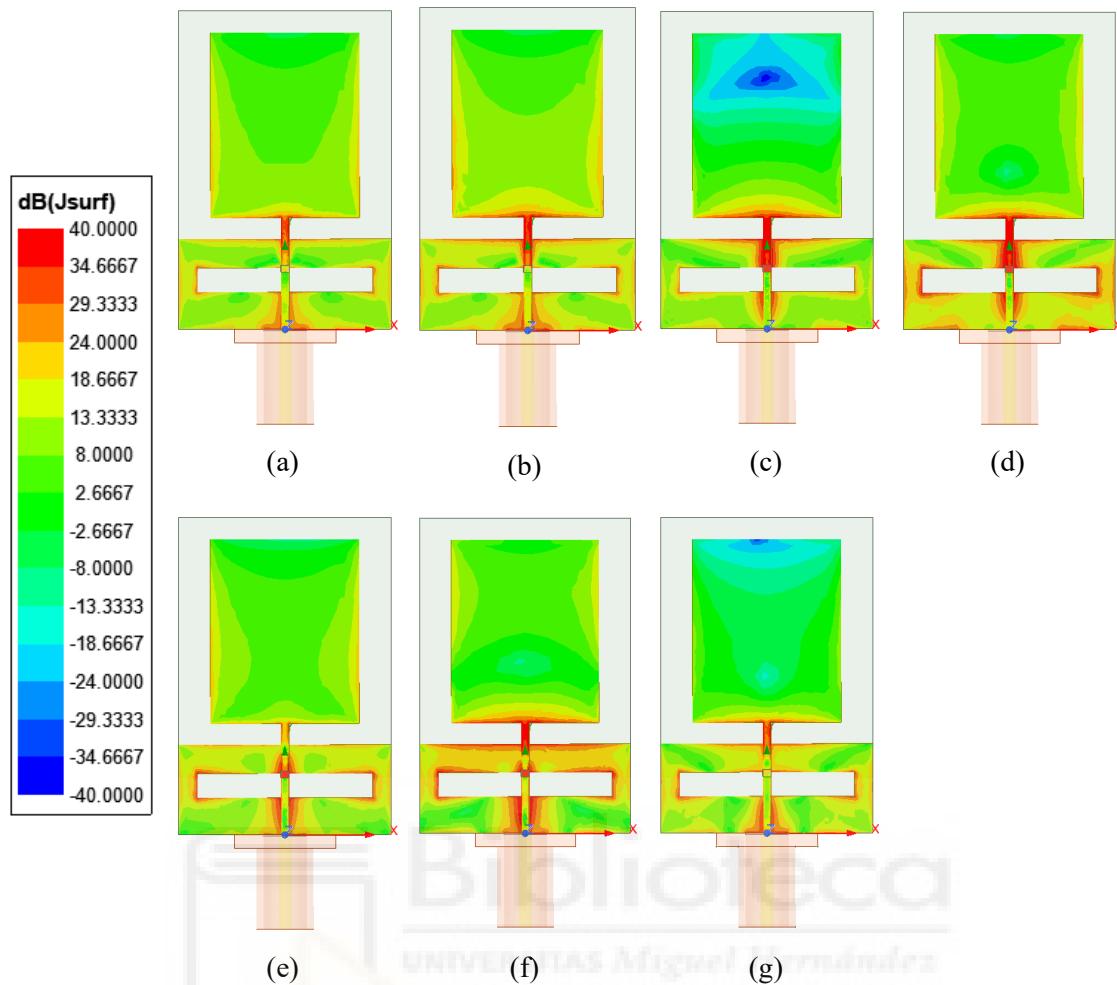 dB(Jsurf)
40.0000
34.6667
29.3333
24.0000
18.6667
13.3333
8.0000
2.6667
-2.6667
-8.0000
-13.3333
-18.6667
-24.0000
-29.3333
-34.6667
-40.0000
Z X
Z X
Z X
Z
(a)
(b)
(c)
(d)
Z X
Z X
Z X
Biblioteca
UNIVERSITAS Miguel Hernández
(e)
(f)
(g)